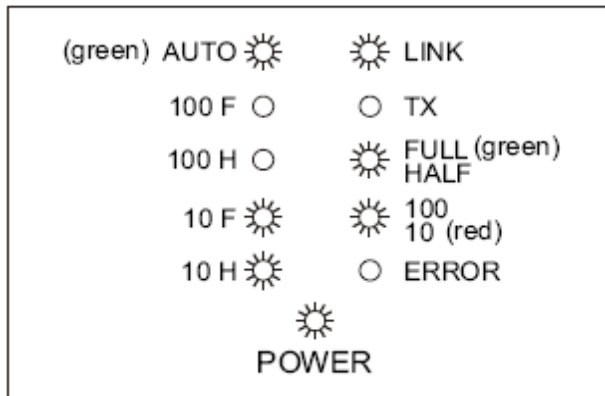 (green) AUTO LINK
100 F TX
100 H FULL (green)
HALF
10 F 100
10 (red)
10 H ERROR
POWER